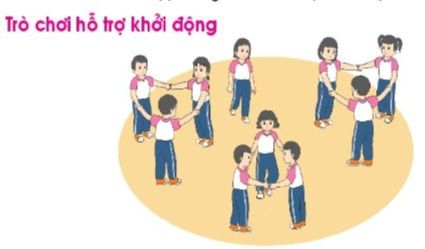 Trò chơi hỗ trợ khởi động